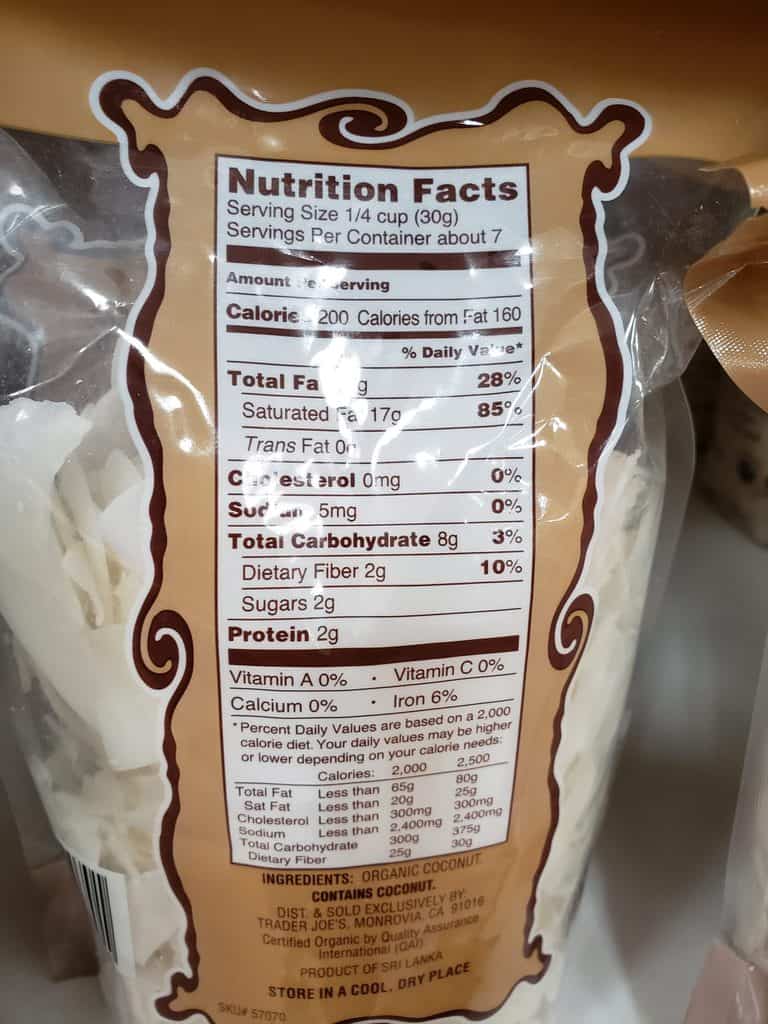 Nutrition Facts
Serving Size 1/4 cup (30g)
Servings Per Container about 7
Amount Serving
200 Calories from Fat 160
% Daily Value*
Total g 28%
Saturated Fat 17g 85%
Trans Fat 0g
Cholesterol 0mg 0%
Sodium 5mg 0%
Total Carbohydrate 8g 3%
Dietary Fiber 2g 10%
Sugars 2g
Protein 2g
Vitamin A 0% · Vitamin C 0%
Calcium 0% · Iron 6%
*Percent Daily Values are based on a 2,000
calorie diet. Your daily values may be higher
or lower depending on your calorie needs:
Calories: 2,000 2,500
Total Fat Less than 65g 80g
Sat Fat Less than 20g 25g
Cholesterol Less than 300mg 300mg
Sodium Less than 2,400mg 2,400mg
Total Carbohydrate 300g 375g
Dietary Fiber 25g 30g
INGREDIENTS: ORGANIC COCONUT.
CONTAINS COCONUT.
DIST. & SOLD EXCLUSIVELY BY:
TRADER JOE'S, MONROVIA, CA 91016
Certified Organic by Quality Assurance
International (QAI)
PRODUCT OF SRI LANKA
STORE IN A COOL, DRY PLACE
SKU# 57070